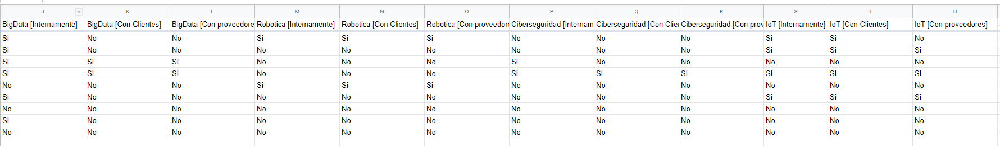 J K L M N O P Q R S T U
BigData [Internamente] BigData [Con Clientes] BigData [Con proveedore Robotica [Internamente] Robotica [Con Clientes] Robotica [Con proveedore Ciberseguridad [Internam Ciberseguridad [Con Clie Ciberseguridad [Con prov IoT [Internamente] IoT [Con Clientes] IoT [Con proveedores]
Si No No Si Si Si No No No Si Si No
Si No No No No No No No No Si Si Si
Si Si Si No No No Si No No No No No
Si Si Si No No No Si Si Si Si Si Si
No No No Si Si Si No No No No No No
Si No No No No No No No No Si Si Si
No No No No No No No No No No No No
Si No No No No No No No No No No No
No No No No No No No No No No No No